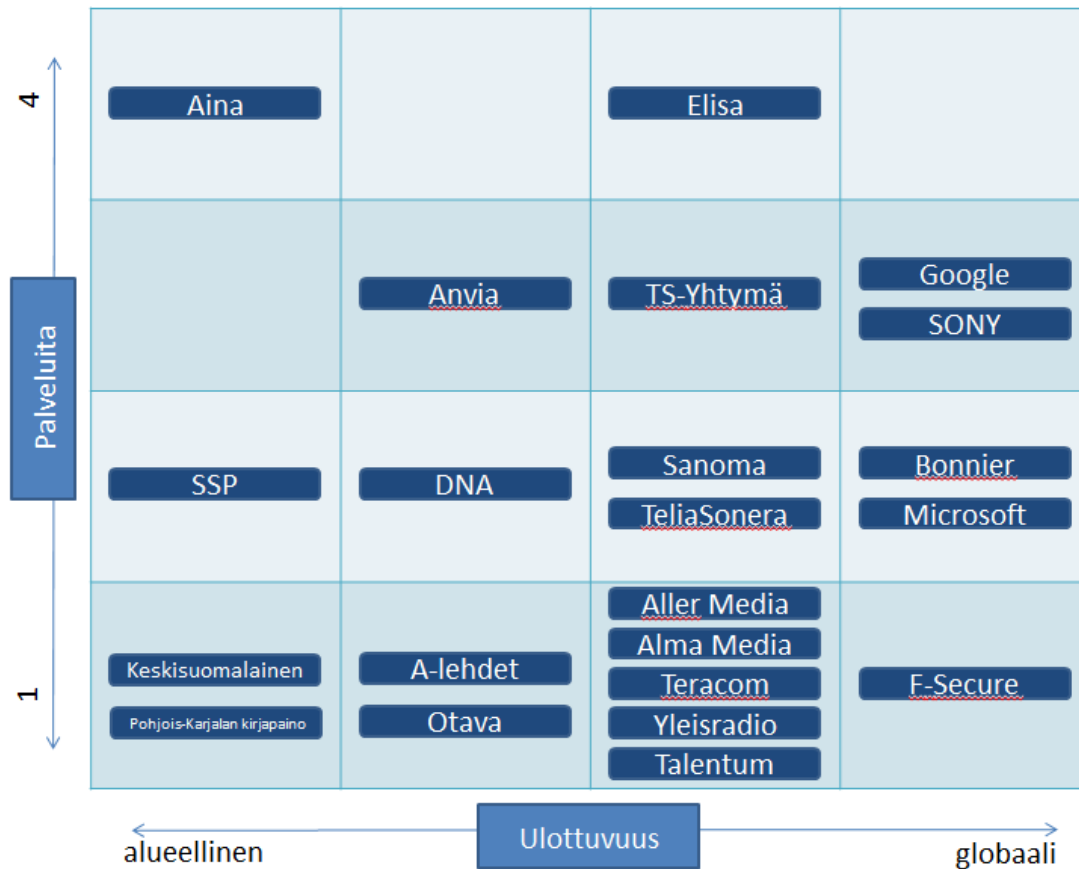 4
Aina
Elisa
Palveluita
Anvia
TS-Yhtymä
Google
SONY
SSP
DNA
Sanoma
TeliaSonera
Bonnier
Microsoft
1
Keskisuomalainen
Pohjois-Karjalan kirjapaino
A-lehdet
Otava
Aller Media
Alma Media
Teracom
Yleisradio
Talentum
F-Secure
alueellinen
Ulottuvuus
globaali